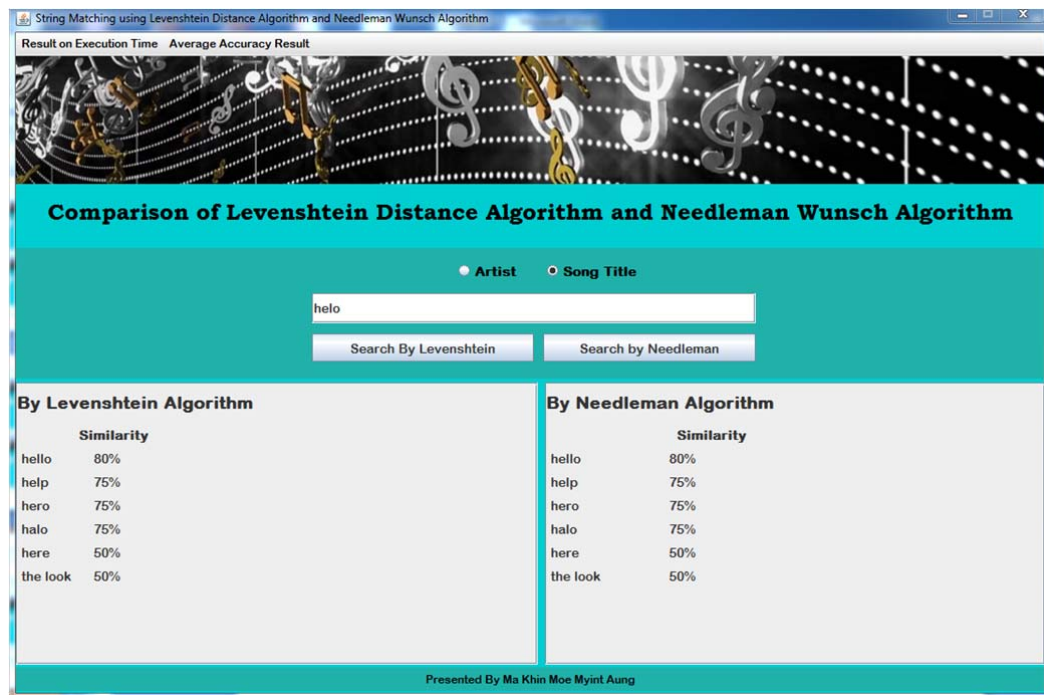 String Matching using Levenshtein Distance Algorithm and Needleman Wunsch Algorithm
Result on Execution Time Average Accuracy Result
Comparison of Levenshtein Distance Algorithm and Needleman Wunsch Algorithm
Artist Song Title
helo
Search By Levenshtein Search by Needleman
By Levenshtein Algorithm
Similarity
hello 80%
help 75%
hero 75%
halo 75%
here 50%
the look 50%
By Needleman Algorithm
Similarity
hello 80%
help 75%
hero 75%
halo 75%
here 50%
the look 50%
Presented By Ma Khin Moe Myint Aung